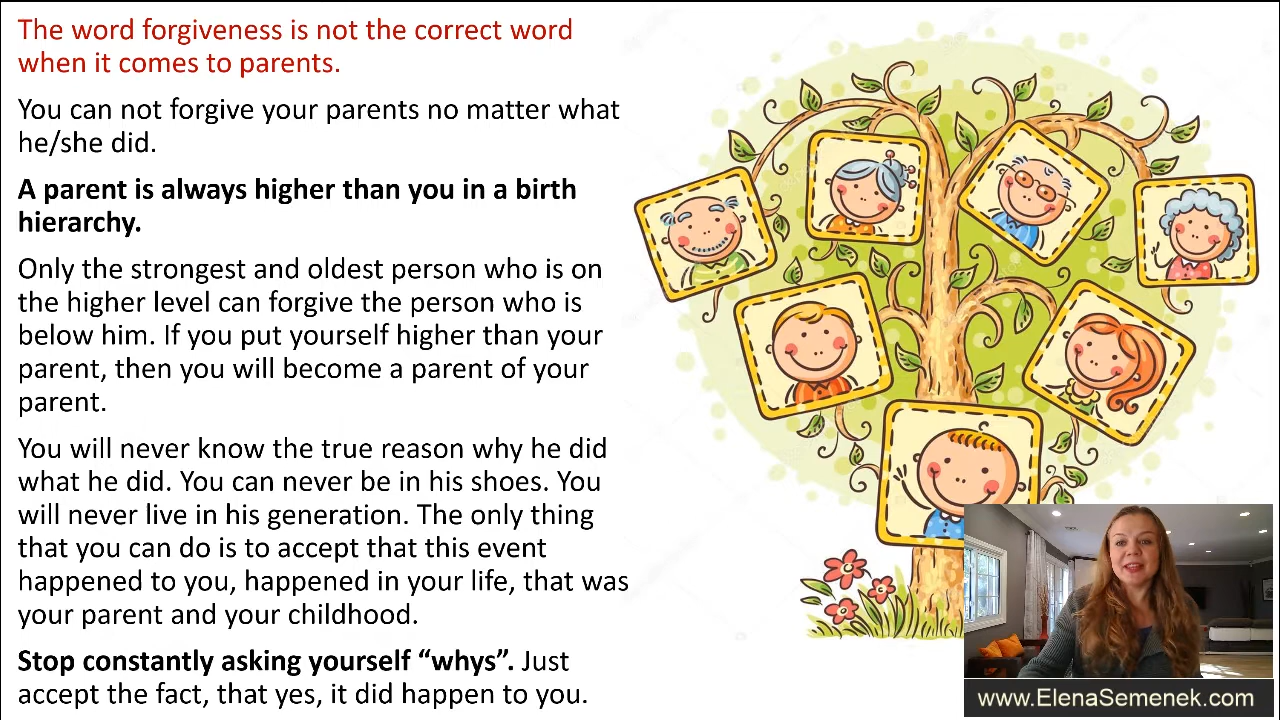 The word forgiveness is not the correct word
when it comes to parents.
You can not forgive your parents no matter what
he/she did.
A parent is always higher than you in a birth
hierarchy.
Only the strongest and oldest person who is on
the higher level can forgive the person who is
below him. If you put yourself higher than your
parent, then you will become a parent of your
parent.
You will never know the true reason why he did
what he did. You can never be in his shoes. You
will never live in his generation. The only thing
that you can do is to accept that this event
happened to you, happened in your life, that was
your parent and your childhood.
Stop constantly asking yourself “whys”. Just
accept the fact, that yes, it did happen to you.
www.ElenaSemenek.com